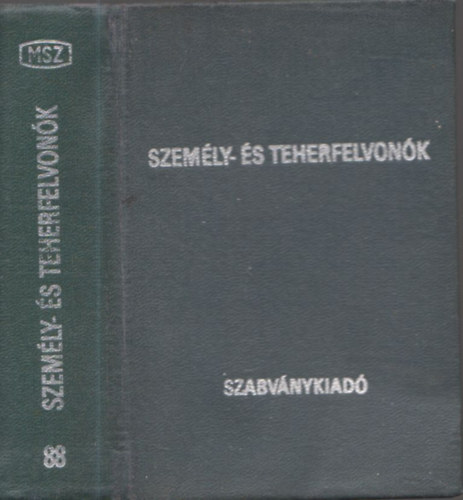 MSZ
SZEMÉLY- ÉS TEHERFELVONÓK
88
SZEMÉLY- ÉS TEHERFELVONÓK
SZABVÁNYKIADÓ